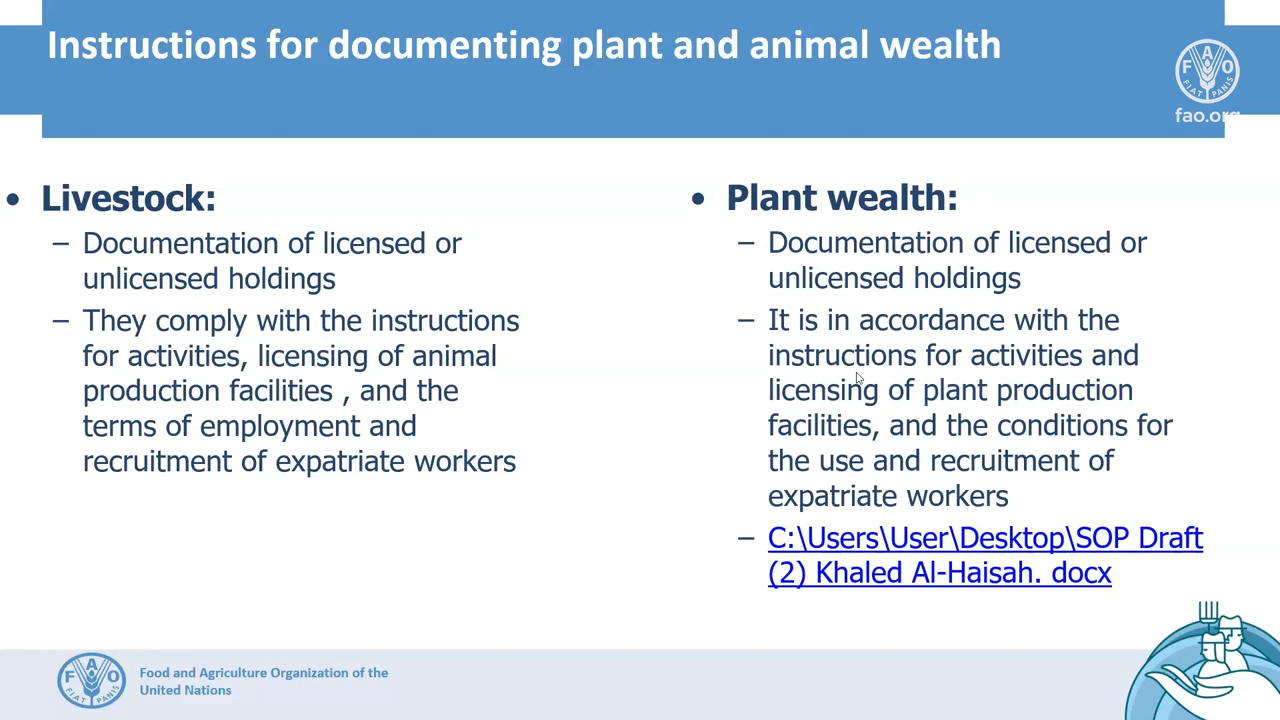 Instructions for documenting plant and animal wealth
F A O
FIAT PANIS
fao.org
• Livestock:
– Documentation of licensed or
unlicensed holdings
– They comply with the instructions
for activities, licensing of animal
production facilities , and the
terms of employment and
recruitment of expatriate workers
• Plant wealth:
– Documentation of licensed or
unlicensed holdings
– It is in accordance with the
instructions for activities and
licensing of plant production
facilities, and the conditions for
the use and recruitment of
expatriate workers
– C:\Users\User\Desktop\SOP Draft
(2) Khaled Al-Haisah. docx
F A O
FIAT PANIS
Food and Agriculture Organization of the
United Nations